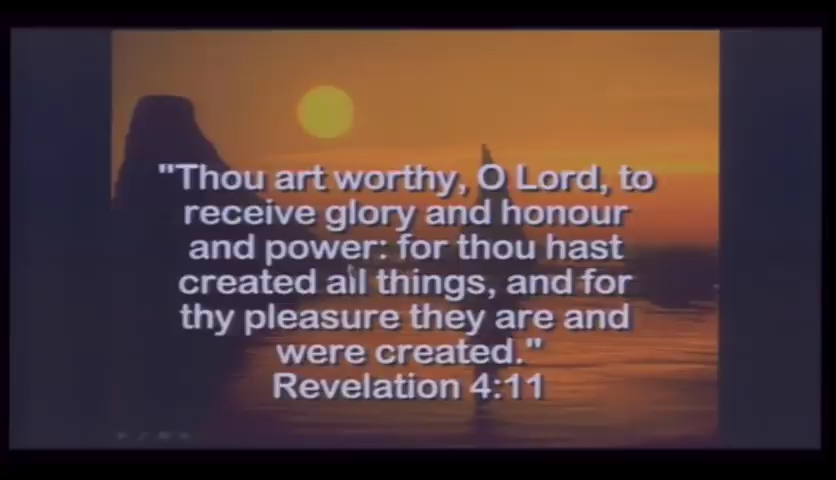 "Thou art worthy, O Lord, to
receive glory and honour
and power: for thou hast
created all things, and for
thy pleasure they are and
were created."
Revelation 4:11